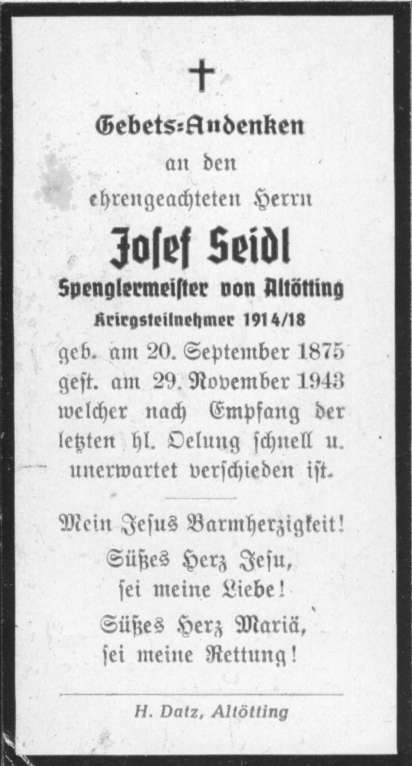 Gebets=Andenken
an den
ehrengeachteten Herrn
Josef Seidl
Spenglermeister von Altötting
Kriegsteilnehmer 1914/18
geb. am 20. September 1875
gest. am 29. November 1943
welcher nach Empfang der
letzten hl. Oelung schnell u.
unerwartet verschieden ist.
Mein Jesus Barmherzigkeit!
Süßes Herz Jesu,
sei meine Liebe!
Süßes Herz Mariä,
sei meine Rettung!
H. Datz, Altötting